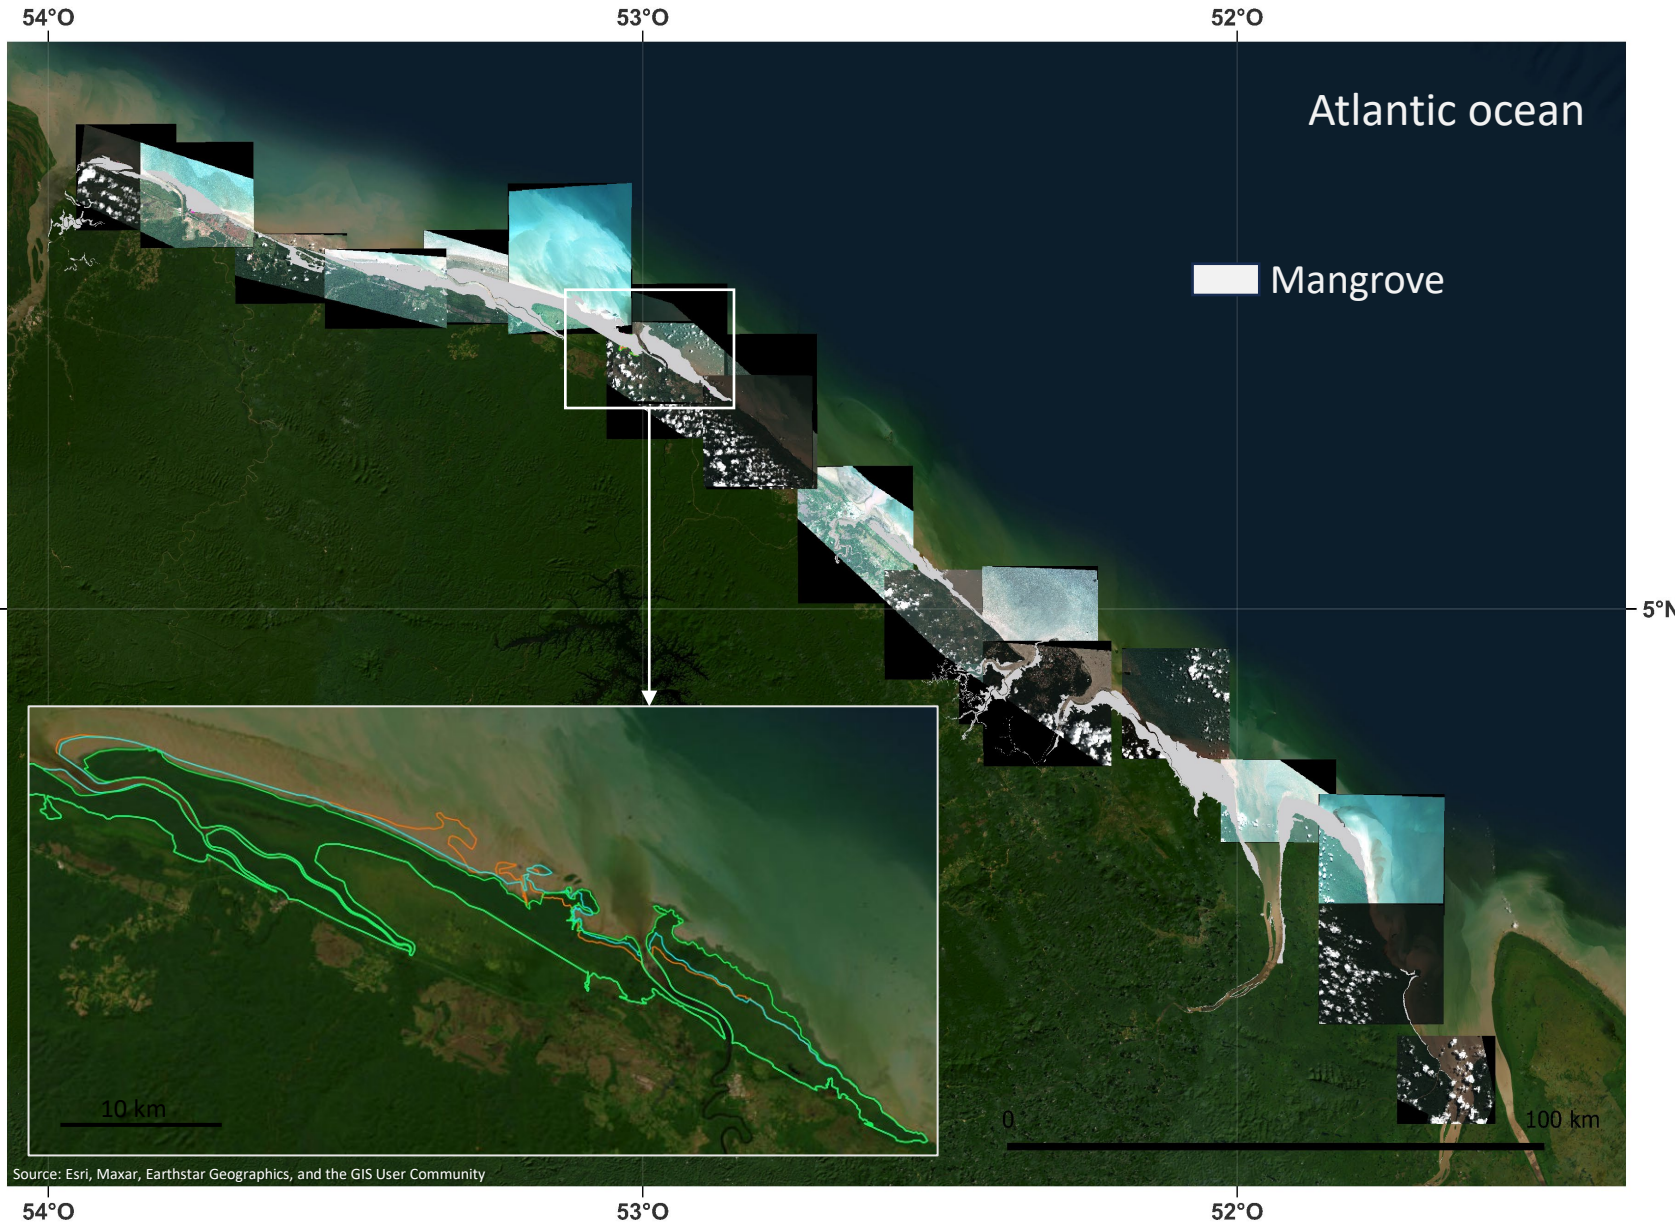 54°O 53°O 52°O
Atlantic ocean
Mangrove
5°N
10 km
0 100 km
Source: Esri, Maxar, Earthstar Geographics, and the GIS User Community
54°O 53°O 52°O